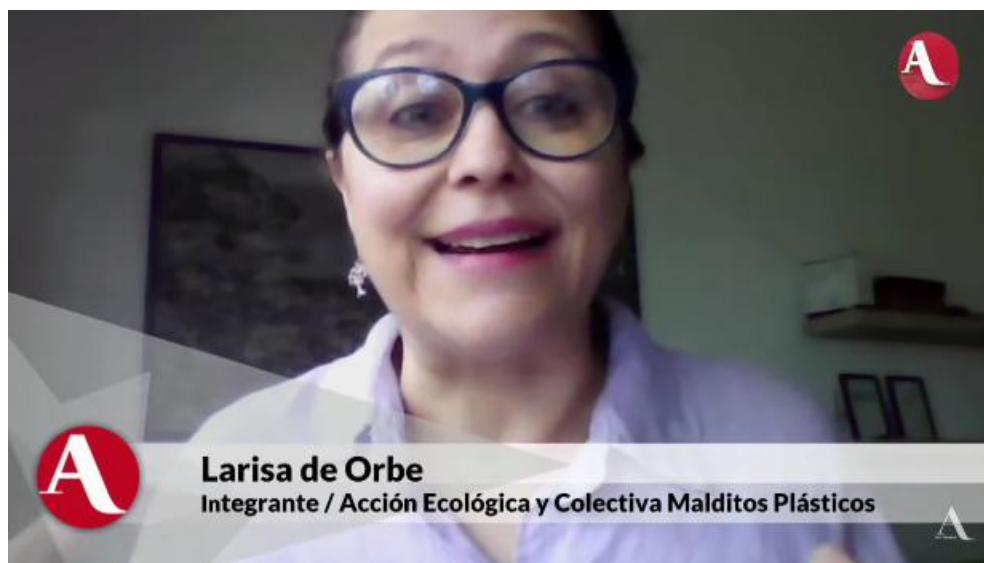 A
A
Larisa de Orbe
Integrante / Acción Ecológica y Colectiva Malditos Plásticos
A